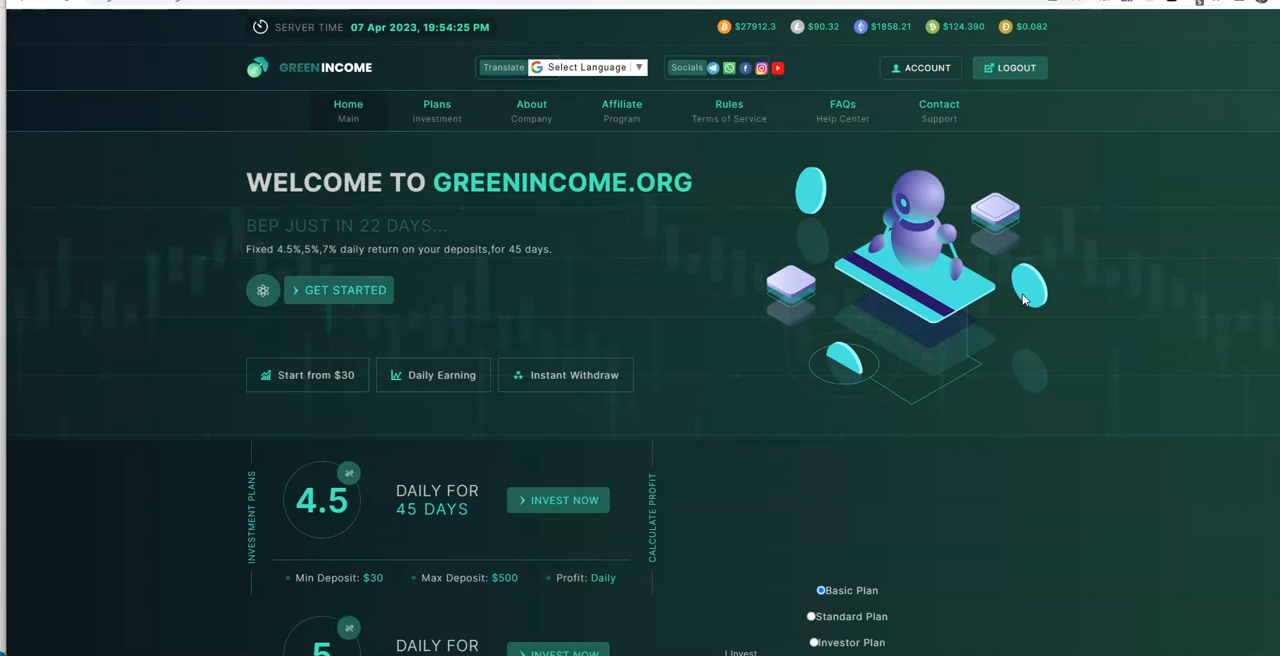 SERVER TIME 07 Apr 2023, 19:54:25 PM
$27912.3 $90.32 $1858.21 $124.390 $0.082
GREENINCOME
Translate Select Language ▼
Socials
ACCOUNT
LOGOUT
Home
Main
Plans
Investment
About
Company
Affiliate
Program
Rules
Terms of Service
FAQs
Help Center
Contact
Support
WELCOME TO GREENINCOME.ORG
BEP JUST IN 22 DAYS...
Fixed 4.5%,5%,7% daily return on your deposits,for 45 days.
GET STARTED
Start from $30
Daily Earning
Instant Withdraw
INVESTMENT PLANS
4.5
DAILY FOR
45 DAYS
INVEST NOW
Min Deposit: $30
Max Deposit: $500
Profit: Daily
CALCULATE PROFIT
Basic Plan
Standard Plan
Investor Plan
I Invest
5
DAILY FOR
INVEST NOW